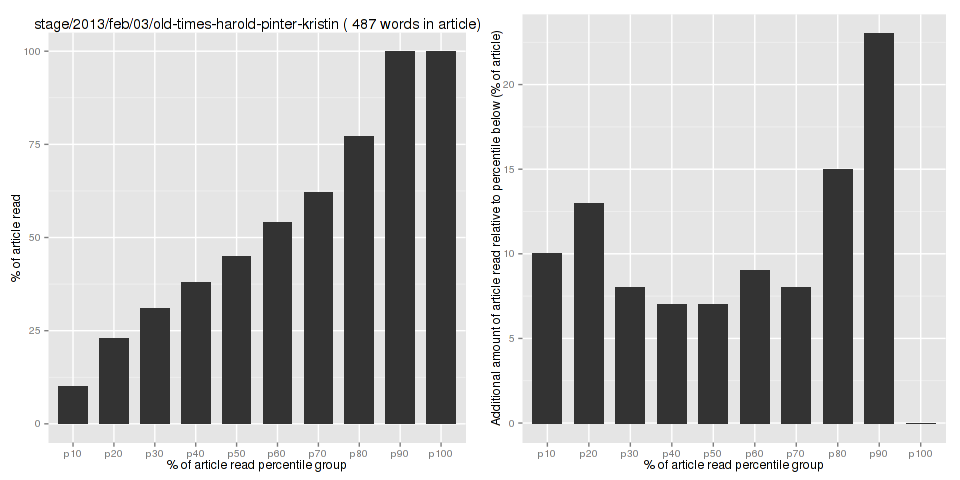 stage/2013/feb/03/old-times-harold-pinter-kristin ( 487 words in article)
% of article read
100
75
50
25
0
p10 p20 p30 p40 p50 p60 p70 p80 p90 p100
% of article read percentile group
Additional amount of article read relative to percentile below (% of article)
20
15
10
5
0
p10 p20 p30 p40 p50 p60 p70 p80 p90 p100
% of article read percentile group